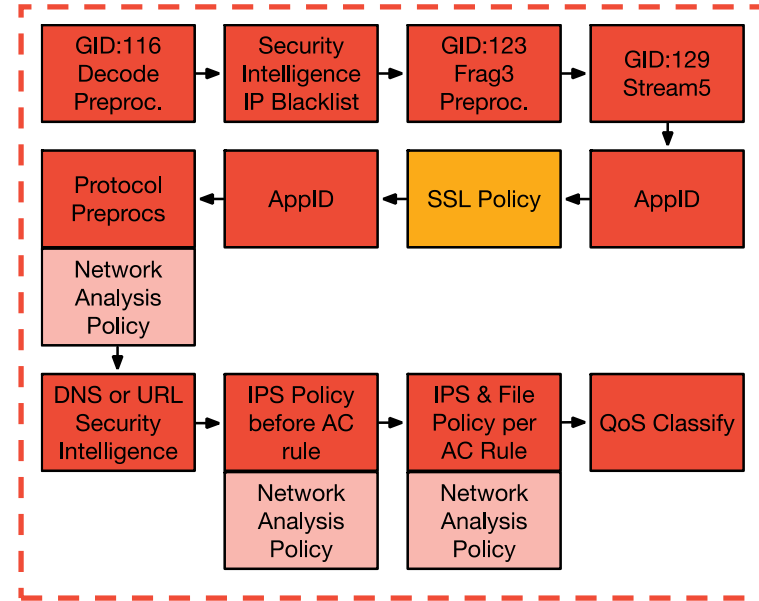 GID:116
Decode
Preproc.
Security
Intelligence
IP Blacklist
GID:123
Frag3
Preproc.
GID:129
Stream5
Protocol
Preprocs
AppID
SSL Policy
AppID
Network
Analysis
Policy
DNS or URL
Security
Intelligence
IPS Policy
before AC
rule
IPS & File
Policy per
AC Rule
QoS Classify
Network
Analysis
Policy
Network
Analysis
Policy